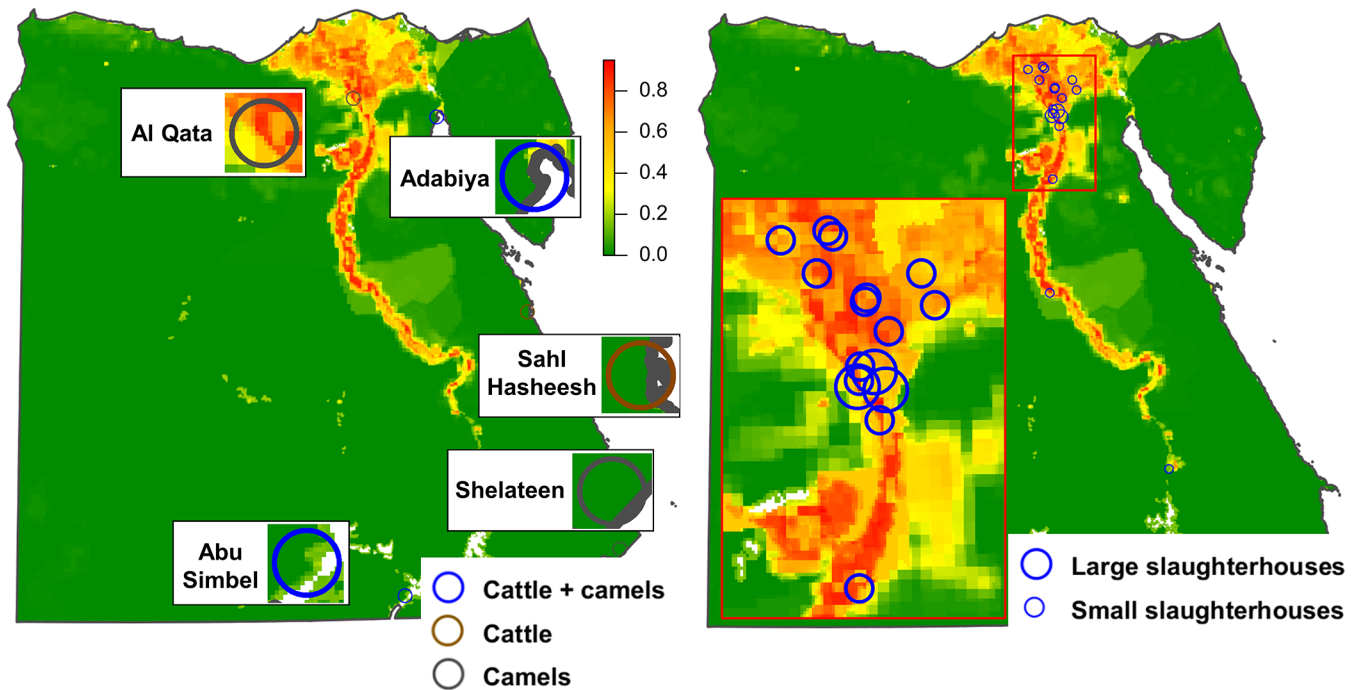 Al Qata
Adabiya
0.8
0.6
0.4
0.2
0.0
Sahl
Hasheesh
Shelateen
Abu
Simbel
Cattle + camels
Cattle
Camels
Large slaughterhouses
Small slaughterhouses